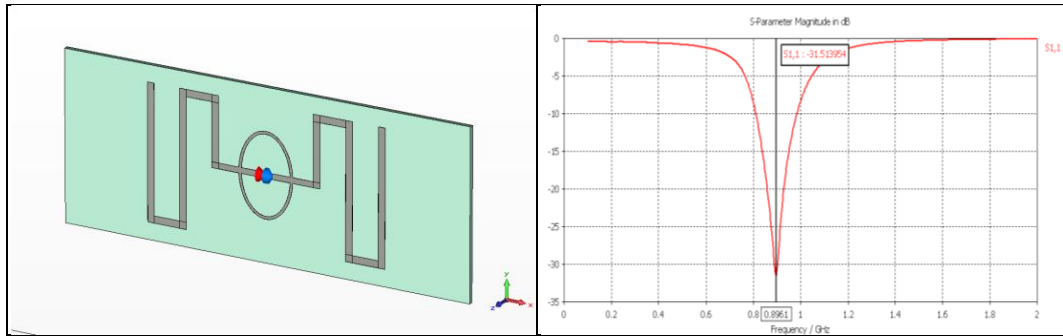 S-Parameter Magnitude in dB
0
-5
-10
-15
-20
-25
-30
-35
S1,1 : -31.513954
S1,1
0 0.2 0.4 0.6 0.8 0.8961 1 1.2 1.4 1.6 1.8 2
Frequency / GHz
y
z x